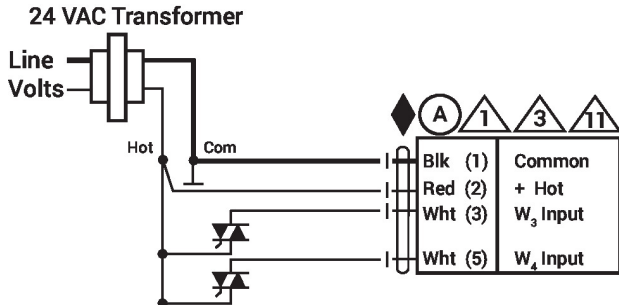 24 VAC Transformer
Line
Volts
Hot
Com
A 1 3 11
Blk (1) Common
Red (2) + Hot
Wht (3) W3 Input
Wht (5) W4 Input